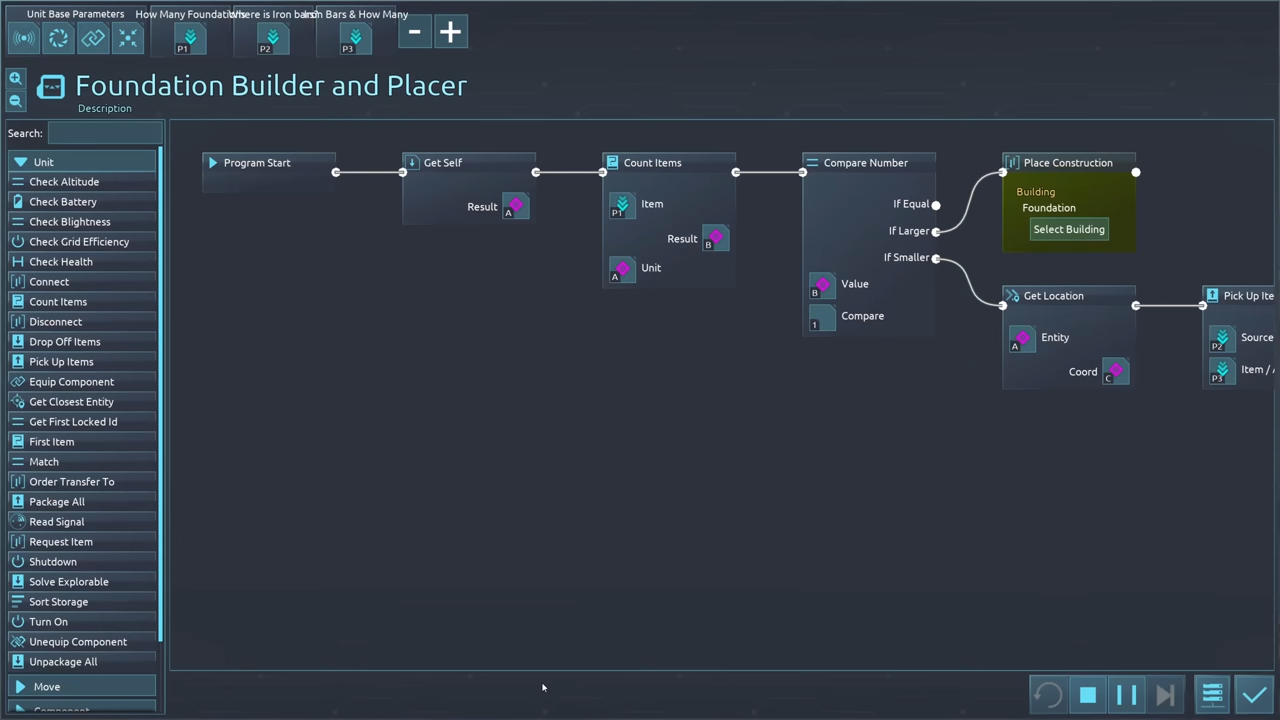 Unit Base Parameters
How Many Foundations
Where is Iron bars
Iron Bars & How Many
P1
P2
P3
- +
Foundation Builder and Placer
Description
Search:
Unit
Check Altitude
Check Battery
Check Blightness
Check Grid Efficiency
Check Health
Connect
Count Items
Disconnect
Drop Off Items
Pick Up Items
Equip Component
Get Closest Entity
Get First Locked Id
First Item
Match
Order Transfer To
Package All
Read Signal
Request Item
Shutdown
Solve Explorable
Sort Storage
Turn On
Unequip Component
Unpackage All
Move
Component
Program Start
Get Self
Result A
Count Items
P1 Item
Result B
A Unit
Compare Number
If Equal
If Larger
If Smaller
B Value
1 Compare
Place Construction
Building
Foundation
Select Building
Get Location
A Entity
Coord C
Pick Up Ite
P2 Source
P3 Item /